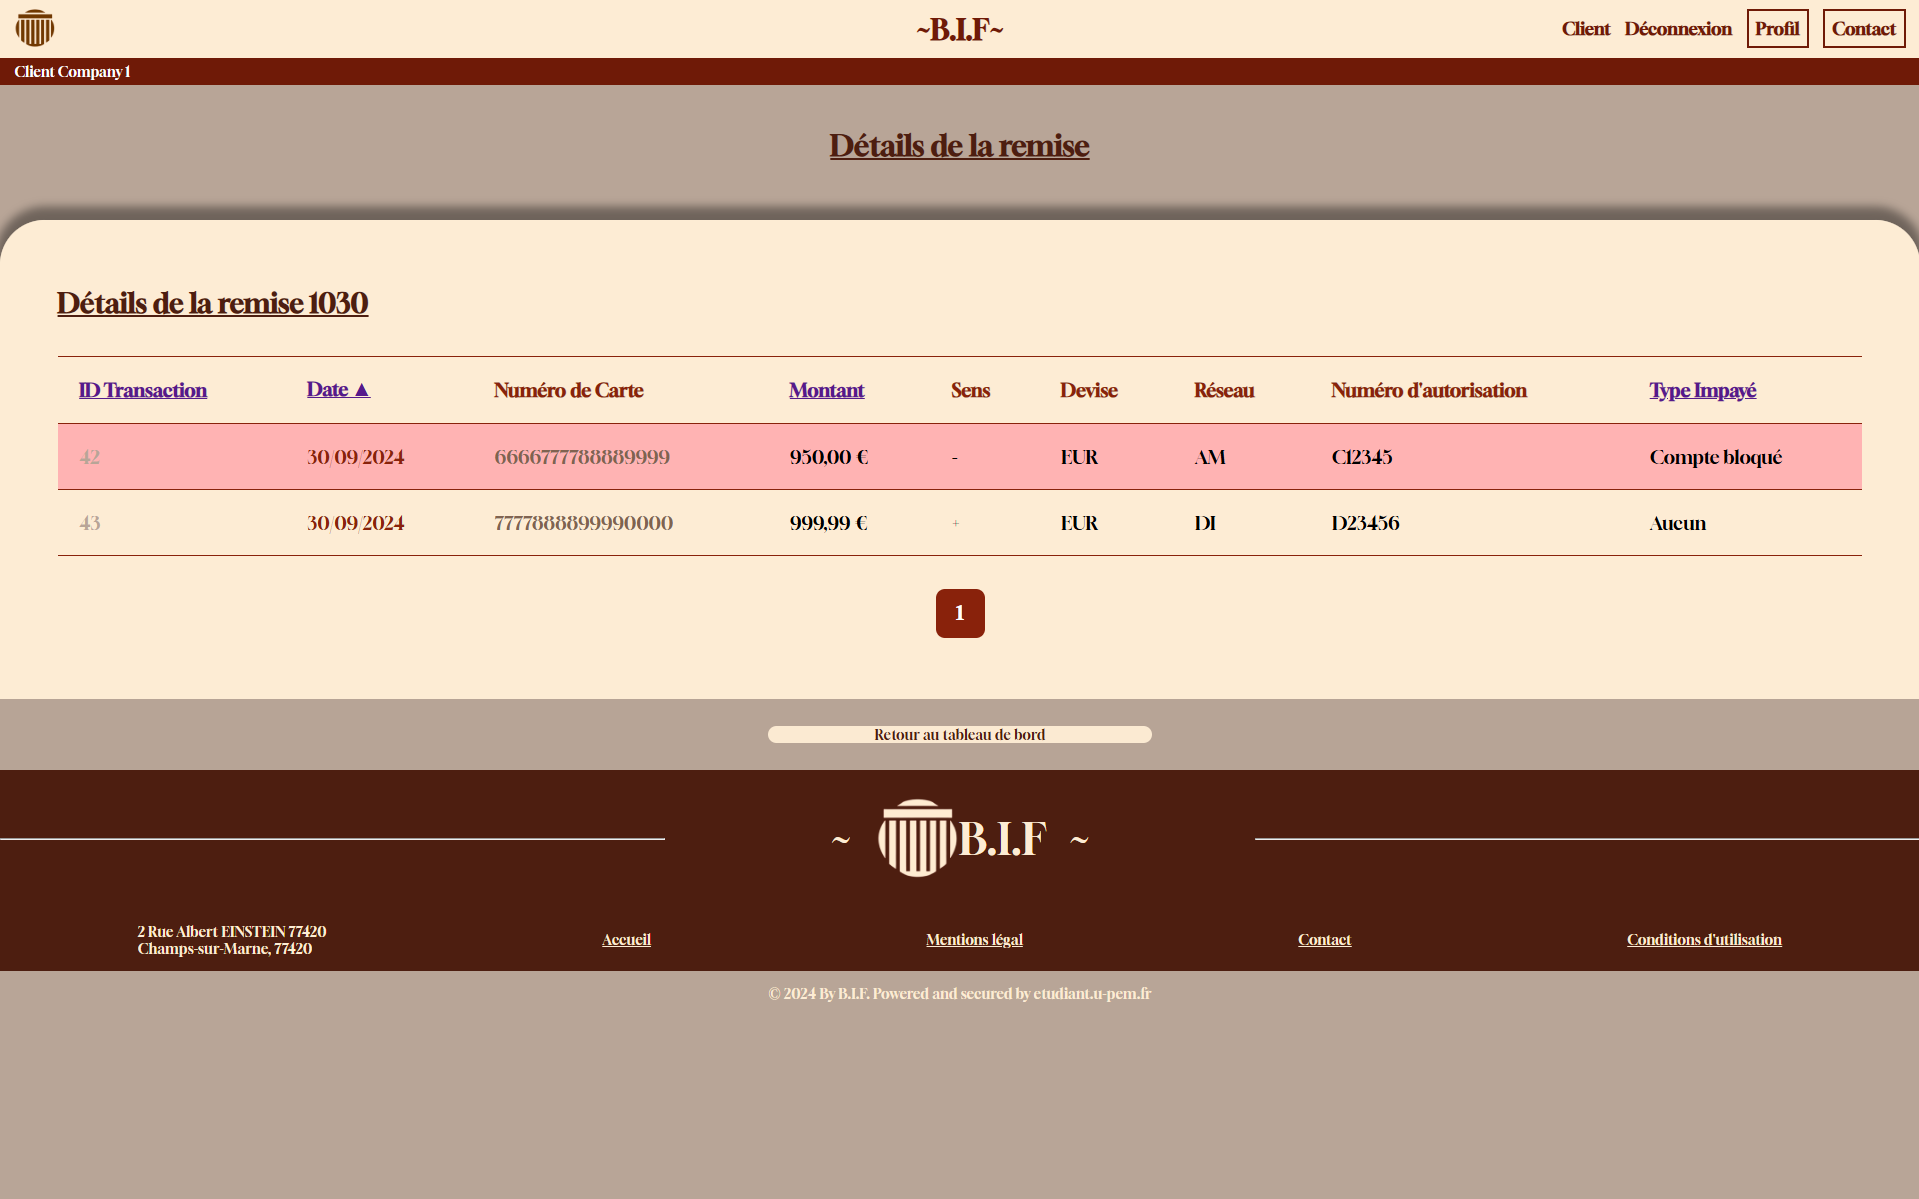 ~B.I.F~
Client Déconnexion Profil Contact
Client Company 1
Détails de la remise
Détails de la remise 1030
ID Transaction Date ▲ Numéro de Carte Montant Sens Devise Réseau Numéro d'autorisation Type Impayé
42 30/09/2024 6666777788889999 950,00 € - EUR AM C12345 Compte bloqué
43 30/09/2024 7777888899990000 999,99 € + EUR DI D23456 Aucun
1
Retour au tableau de bord
~ B.I.F ~
2 Rue Albert EINSTEIN 77420
Champs-sur-Marne, 77420
Accueil Mentions légal Contact Conditions d'utilisation
© 2024 By B.I.F. Powered and secured by etudiant.u-pem.fr